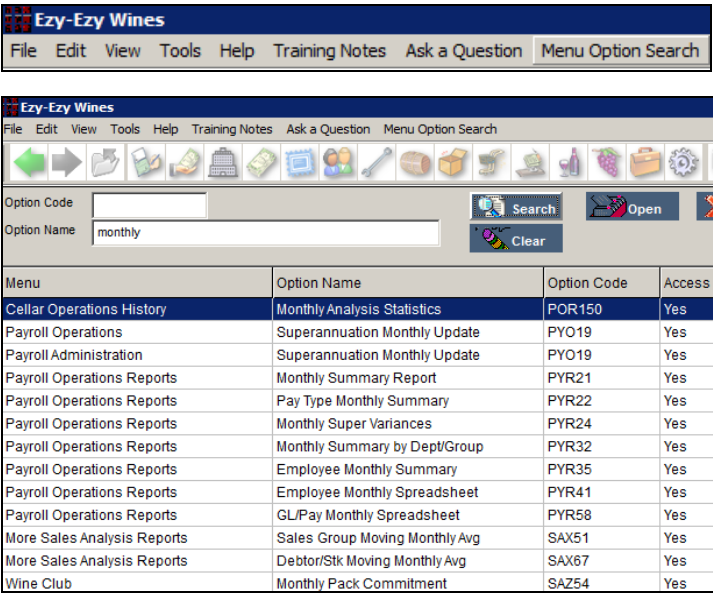 Ezy-Ezy Wines
File Edit View Tools Help Training Notes Ask a Question Menu Option Search
Ezy-Ezy Wines
File Edit View Tools Help Training Notes Ask a Question Menu Option Search
Option Code Search Open
Option Name monthly Clear
Menu Option Name Option Code Access
Cellar Operations History Monthly Analysis Statistics POR150 Yes
Payroll Operations Superannuation Monthly Update PYO19 Yes
Payroll Administration Superannuation Monthly Update PYO19 Yes
Payroll Operations Reports Monthly Summary Report PYR21 Yes
Payroll Operations Reports Pay Type Monthly Summary PYR22 Yes
Payroll Operations Reports Monthly Super Variances PYR24 Yes
Payroll Operations Reports Monthly Summary by Dept/Group PYR32 Yes
Payroll Operations Reports Employee Monthly Summary PYR35 Yes
Payroll Operations Reports Employee Monthly Spreadsheet PYR41 Yes
Payroll Operations Reports GL/Pay Monthly Spreadsheet PYR58 Yes
More Sales Analysis Reports Sales Group Moving Monthly Avg SAX51 Yes
More Sales Analysis Reports Debtor/Stk Moving Monthly Avg SAX67 Yes
Wine Club Monthly Pack Commitment SAZ54 Yes